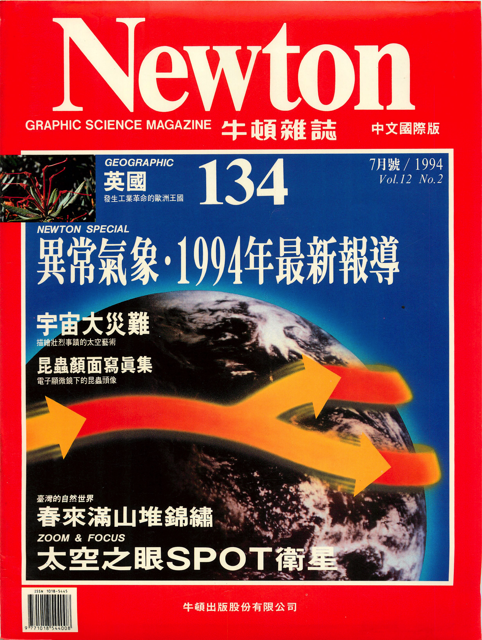 Newton
GRAPHIC SCIENCE MAGAZINE 牛頓雜誌 中文國際版
GEOGRAPHIC
英國
發生工業革命的歐洲王國
134
7月號 / 1994
Vol.12 No.2
NEWTON SPECIAL
異常氣象·1994年最新報導
宇宙大災難
描繪壯烈事蹟的太空藝術
昆蟲顏面寫真集
電子顯微鏡下的昆蟲頭像
臺灣的自然世界
春來滿山堆錦繡
ZOOM & FOCUS
太空之眼SPOT衛星
ISSN 1018-5445
9 771018 544008
牛頓出版股份有限公司